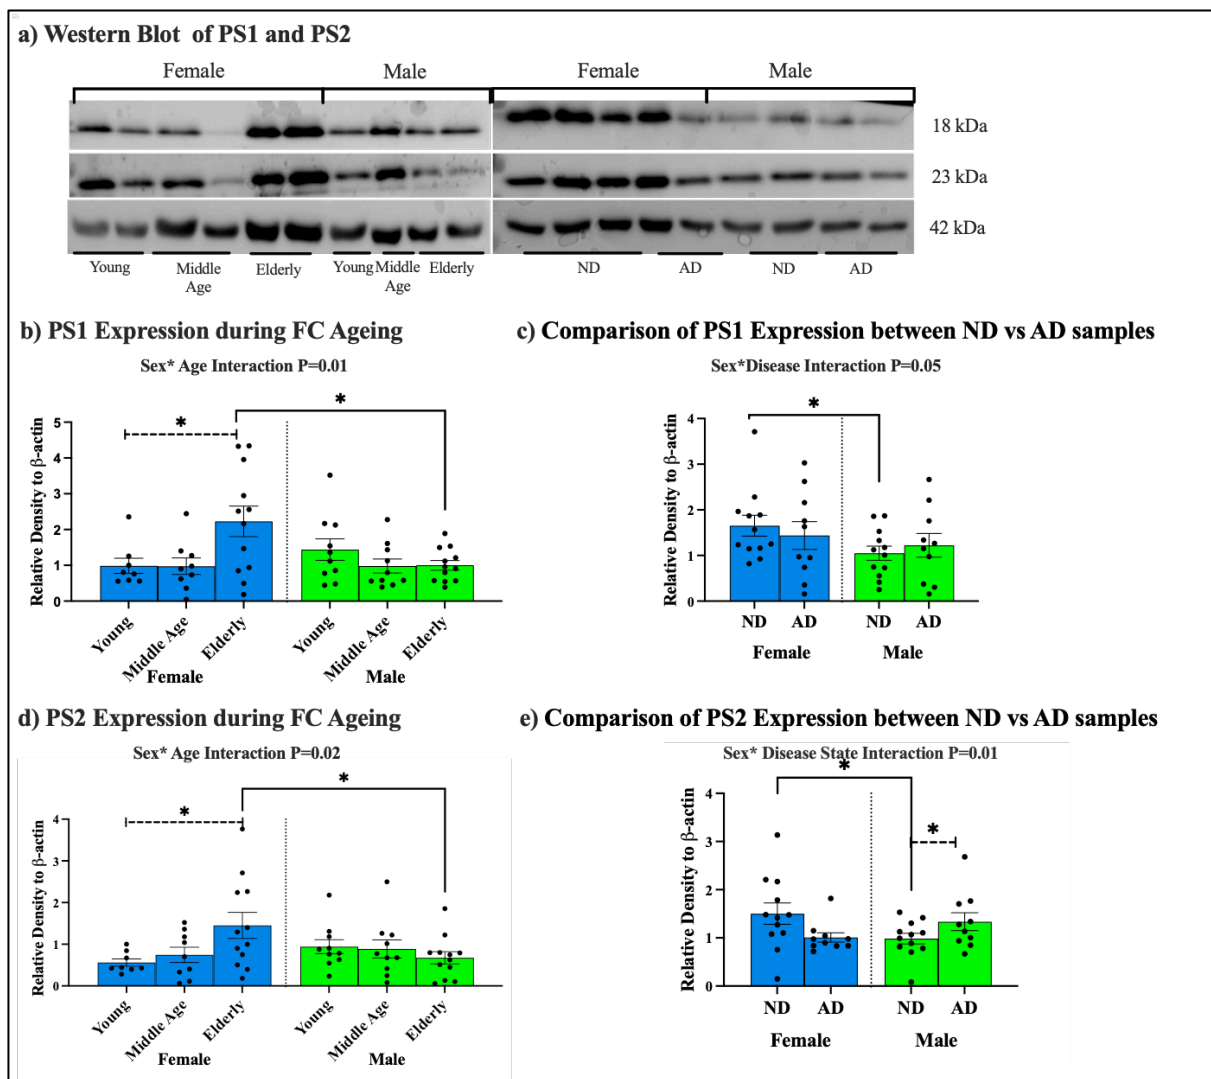 a) Western Blot of PS1 and PS2
Female Male Female Male
18 kDa
23 kDa
42 kDa
Young Middle Age Elderly Young Middle Age Elderly ND AD ND AD
b) PS1 Expression during FC Ageing
Sex* Age Interaction P=0.01
*
*
Relative Density to β-actin
5
4
3
2
1
0
Young Middle Age Elderly Young Middle Age Elderly
Female Male
c) Comparison of PS1 Expression between ND vs AD samples
Sex*Disease Interaction P=0.05
*
Relative Density to β-actin
4
3
2
1
0
ND AD ND AD
Female Male
d) PS2 Expression during FC Ageing
Sex* Age Interaction P=0.02
*
*
Relative Density to β-actin
4
3
2
1
0
Young Middle Age Elderly Young Middle Age Elderly
Female Male
e) Comparison of PS2 Expression between ND vs AD samples
Sex* Disease State Interaction P=0.01
*
*
Relative Density to β-actin
4
3
2
1
0
ND AD ND AD
Female Male